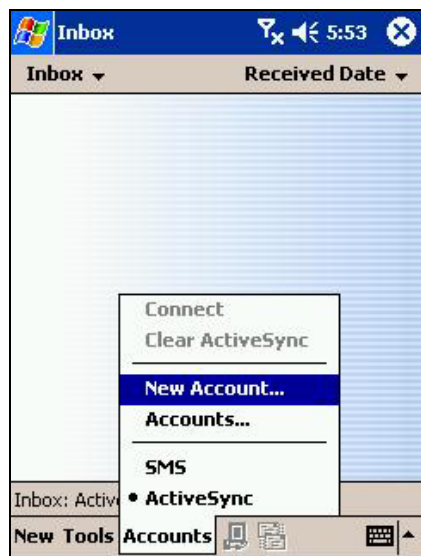 Inbox 5:53
Inbox Received Date
Connect
Clear ActiveSync
New Account...
Accounts...
SMS
• ActiveSync
Inbox: Activ
New Tools Accounts